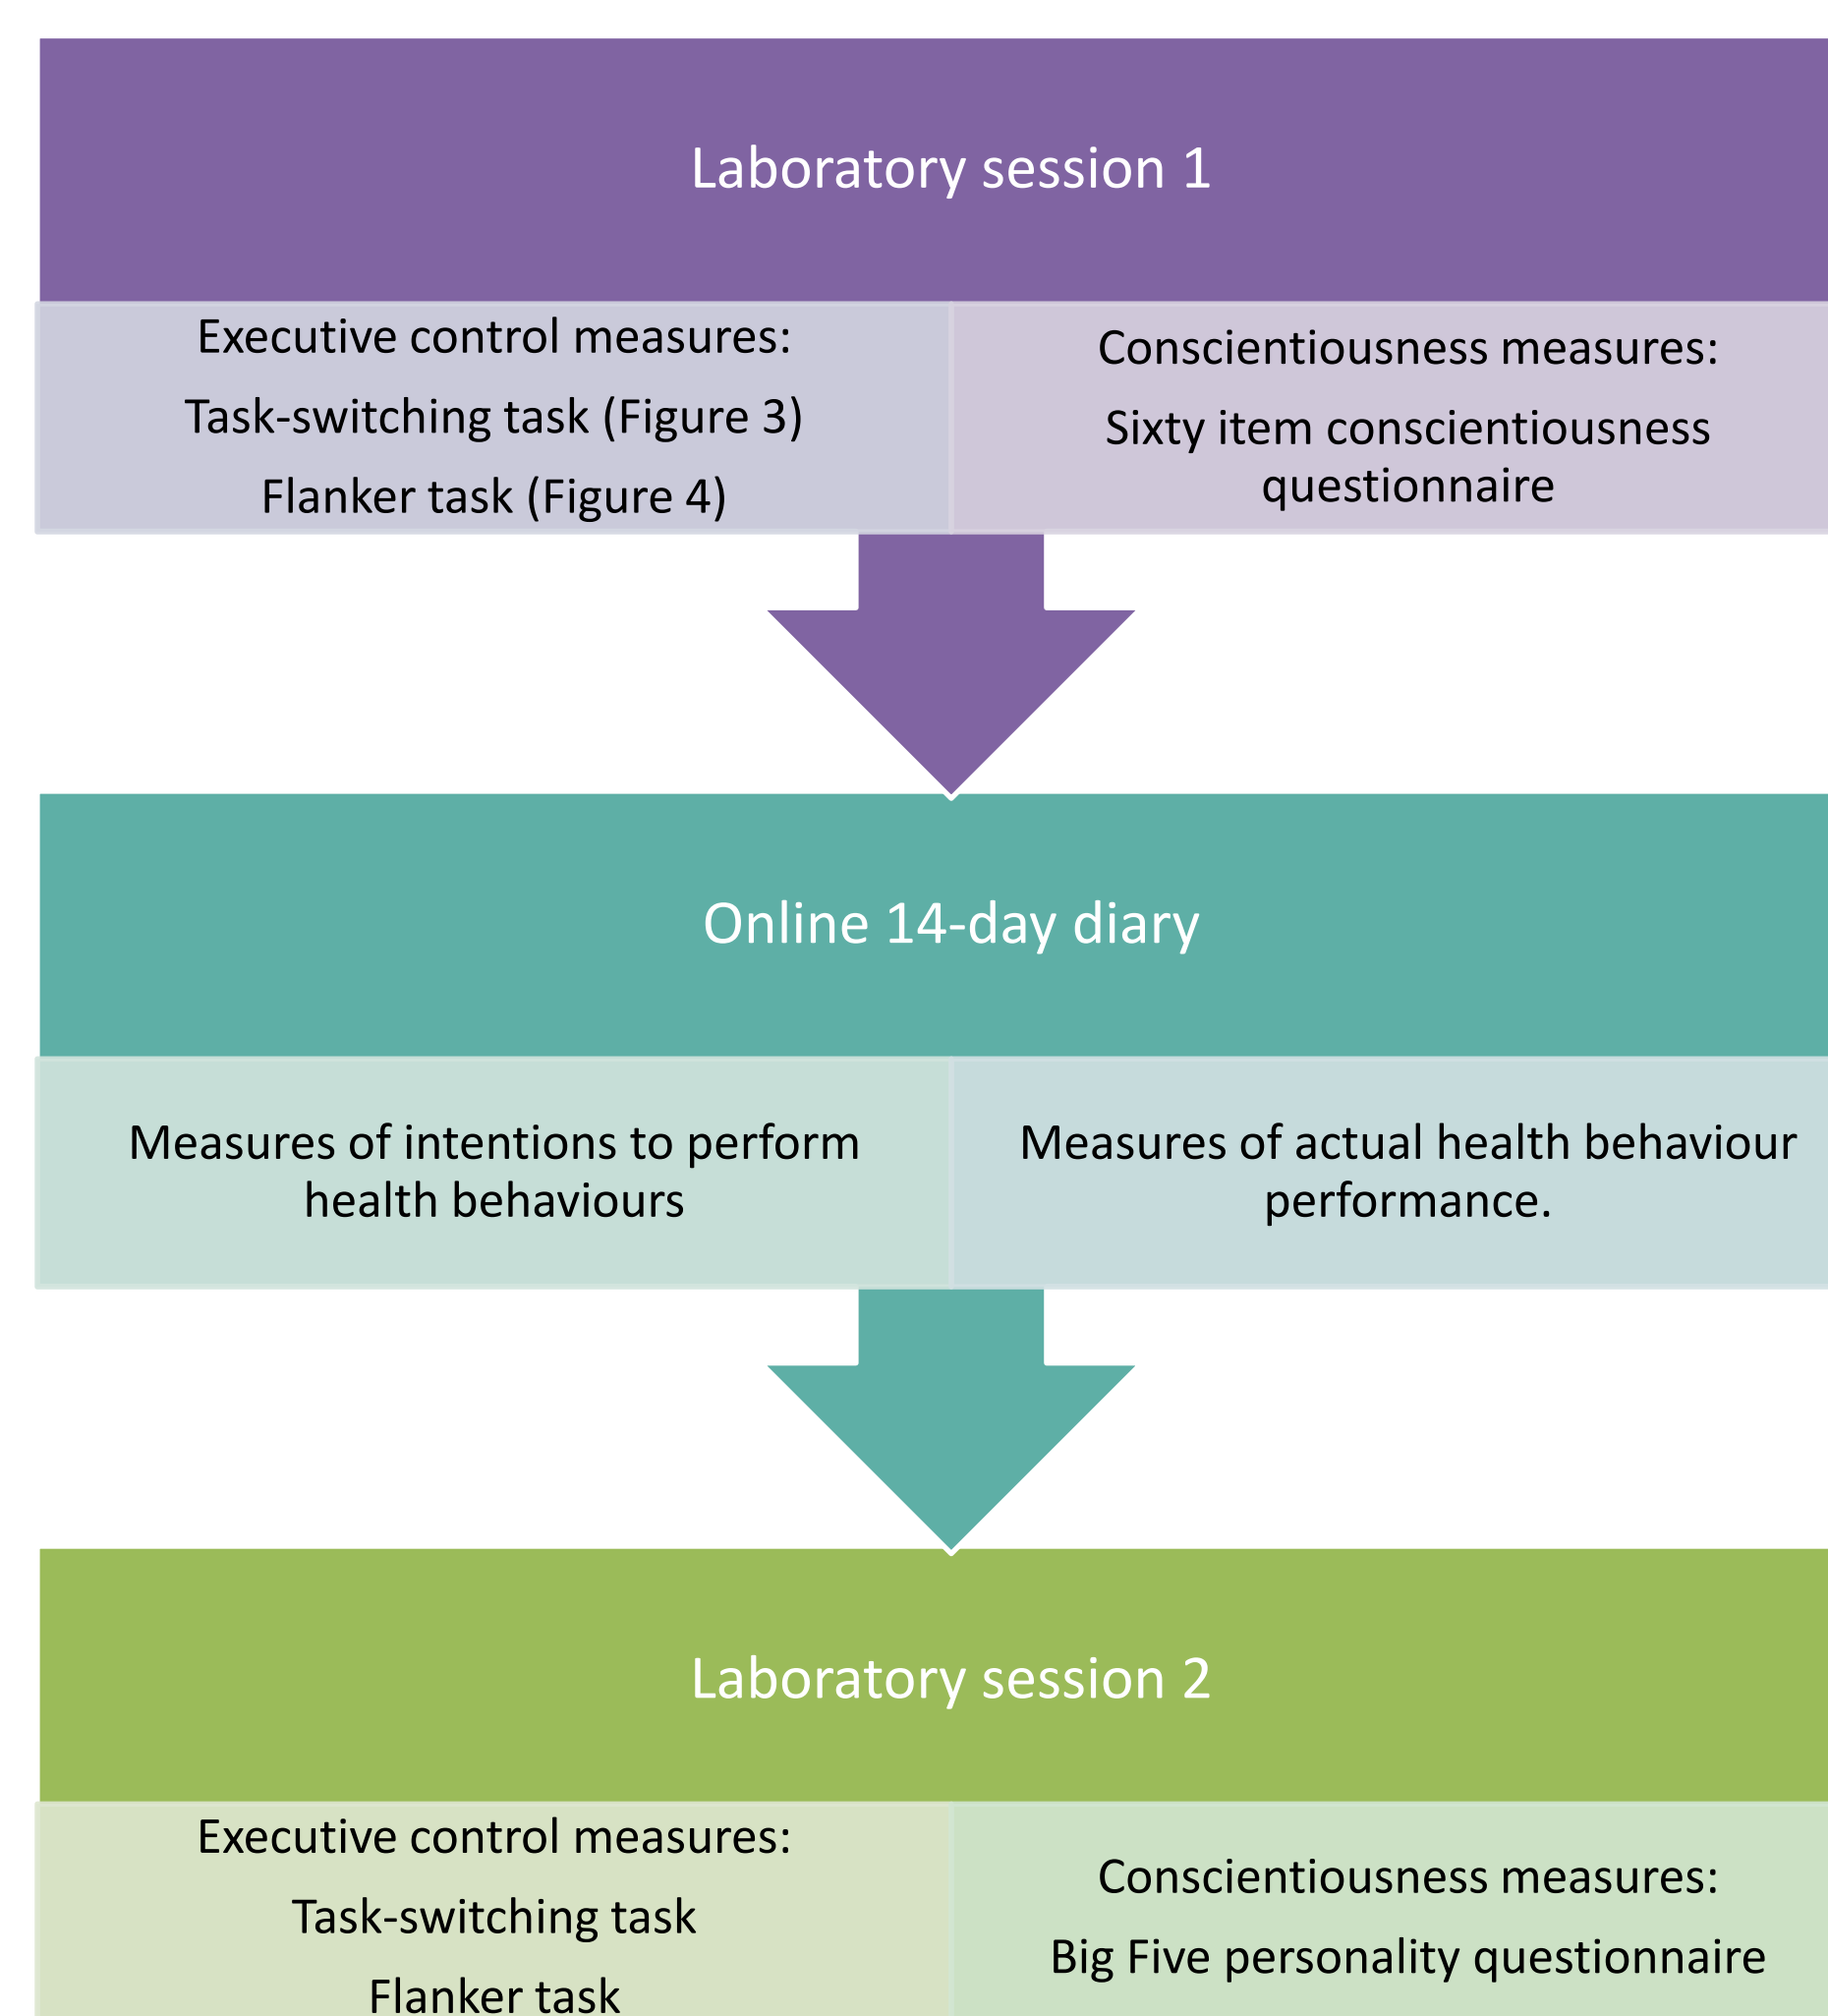 Laboratory session 1
Executive control measures:
Task-switching task (Figure 3)
Flanker task (Figure 4)
Conscientiousness measures:
Sixty item conscientiousness
questionnaire
Online 14-day diary
Measures of intentions to perform
health behaviours
Measures of actual health behaviour
performance.
Laboratory session 2
Executive control measures:
Task-switching task
Flanker task
Conscientiousness measures:
Big Five personality questionnaire